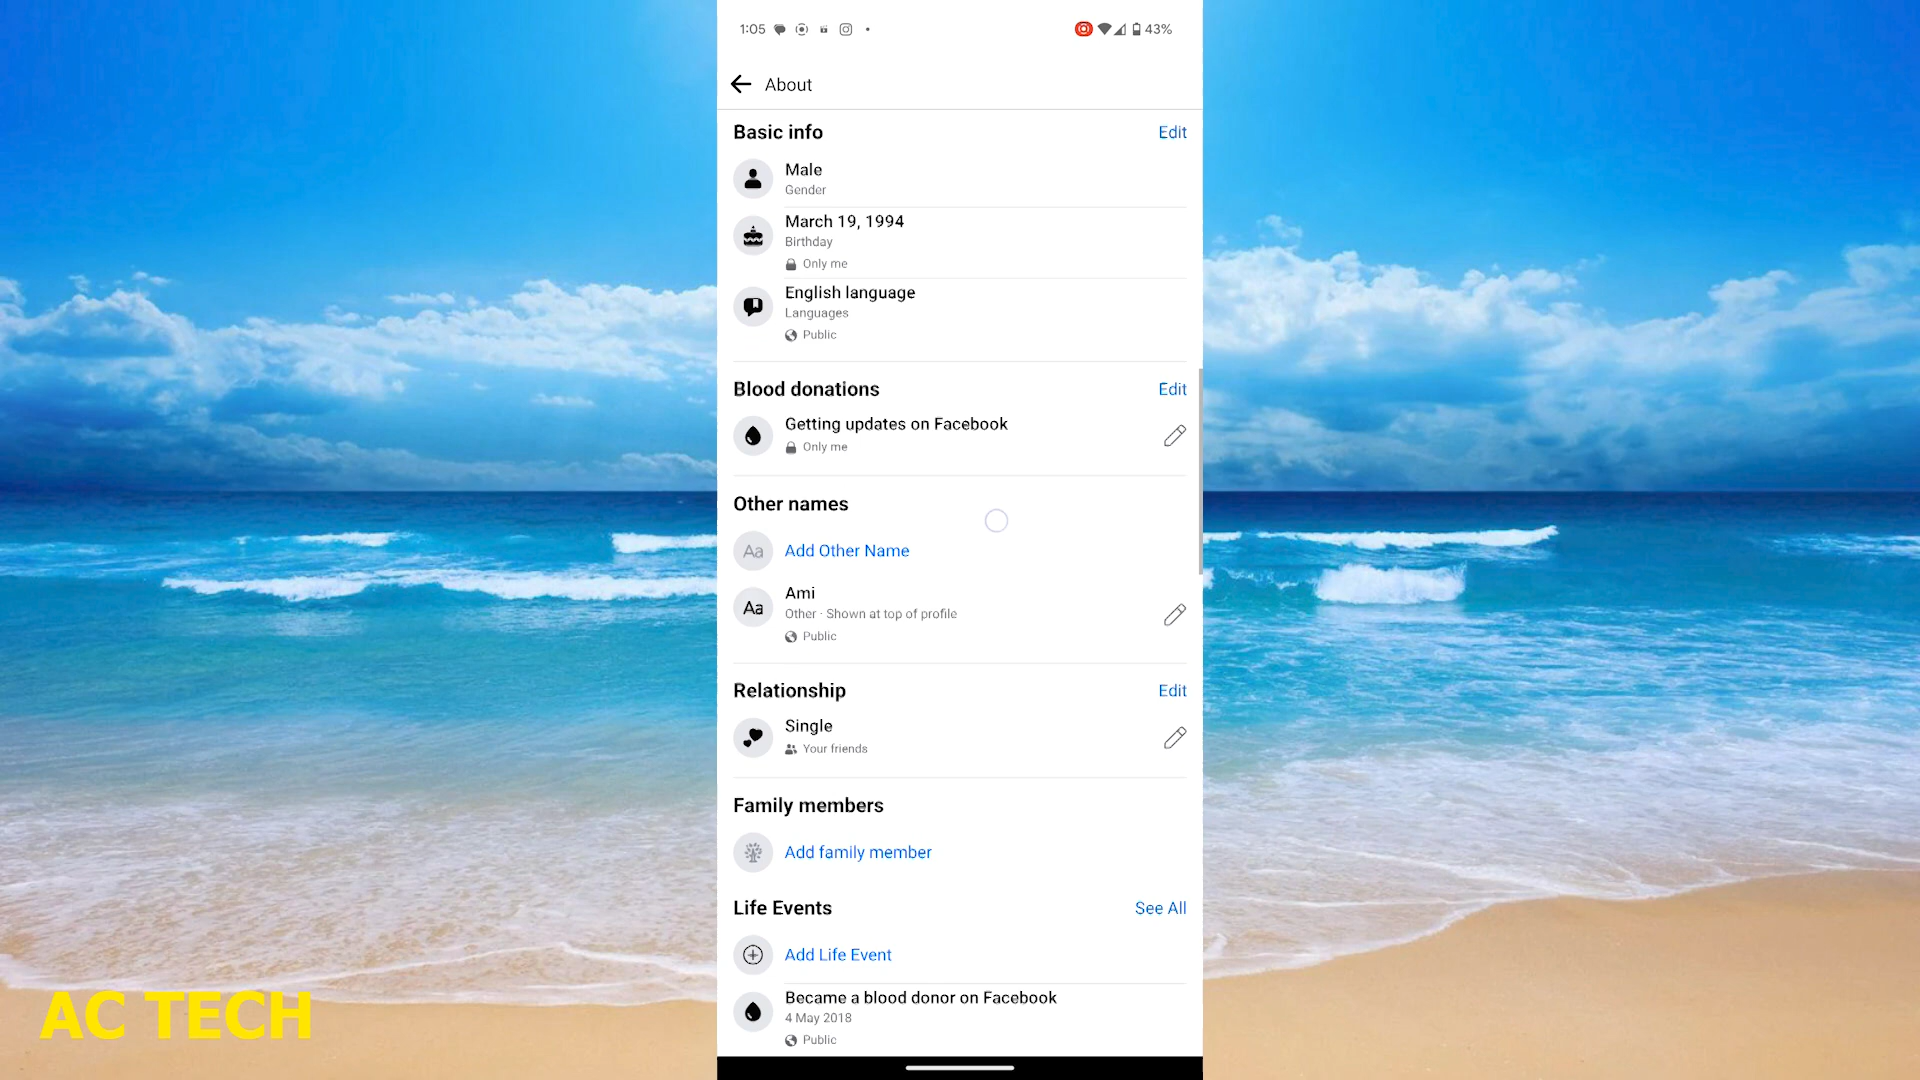 1:05
43%
About
Basic info
Edit
Male
Gender
March 19, 1994
Birthday
Only me
English language
Languages
Public
Blood donations
Edit
Getting updates on Facebook
Only me
Other names
Aa
Add Other Name
Aa
Ami
Other · Shown at top of profile
Public
Relationship
Edit
Single
Your friends
Family members
Add family member
Life Events
See All
Add Life Event
Became a blood donor on Facebook
4 May 2018
Public
AC TECH